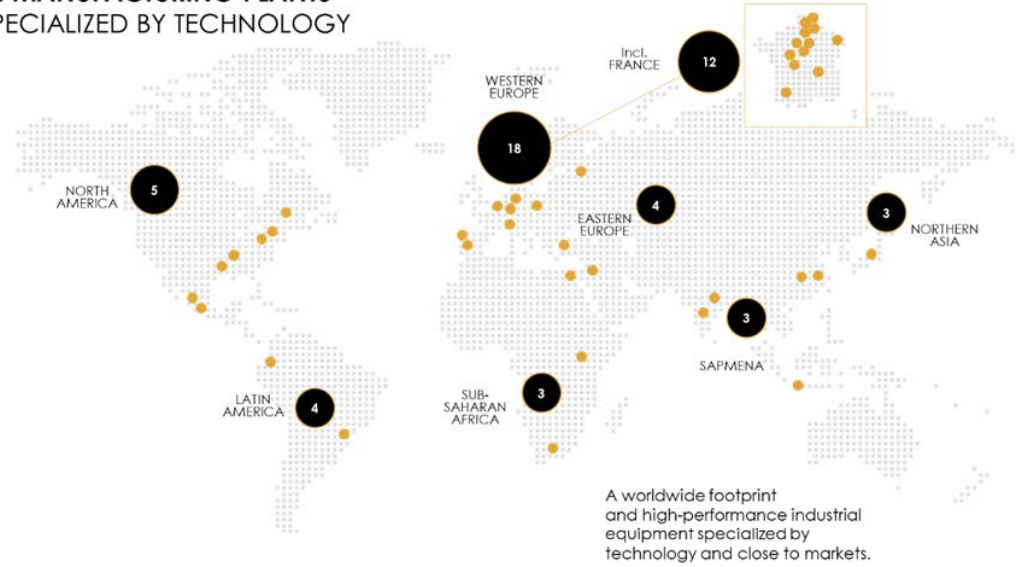 MANUFACTURING PLANTS
SPECIALIZED BY TECHNOLOGY
Incl.
FRANCE
12
WESTERN
EUROPE
18
NORTH
AMERICA
5
EASTERN
EUROPE
4
3
NORTHERN
ASIA
3
SAPMENA
LATIN
AMERICA
4
SUB-
SAHARAN
AFRICA
3
A worldwide footprint
and high-performance industrial
equipment specialized by
technology and close to markets.